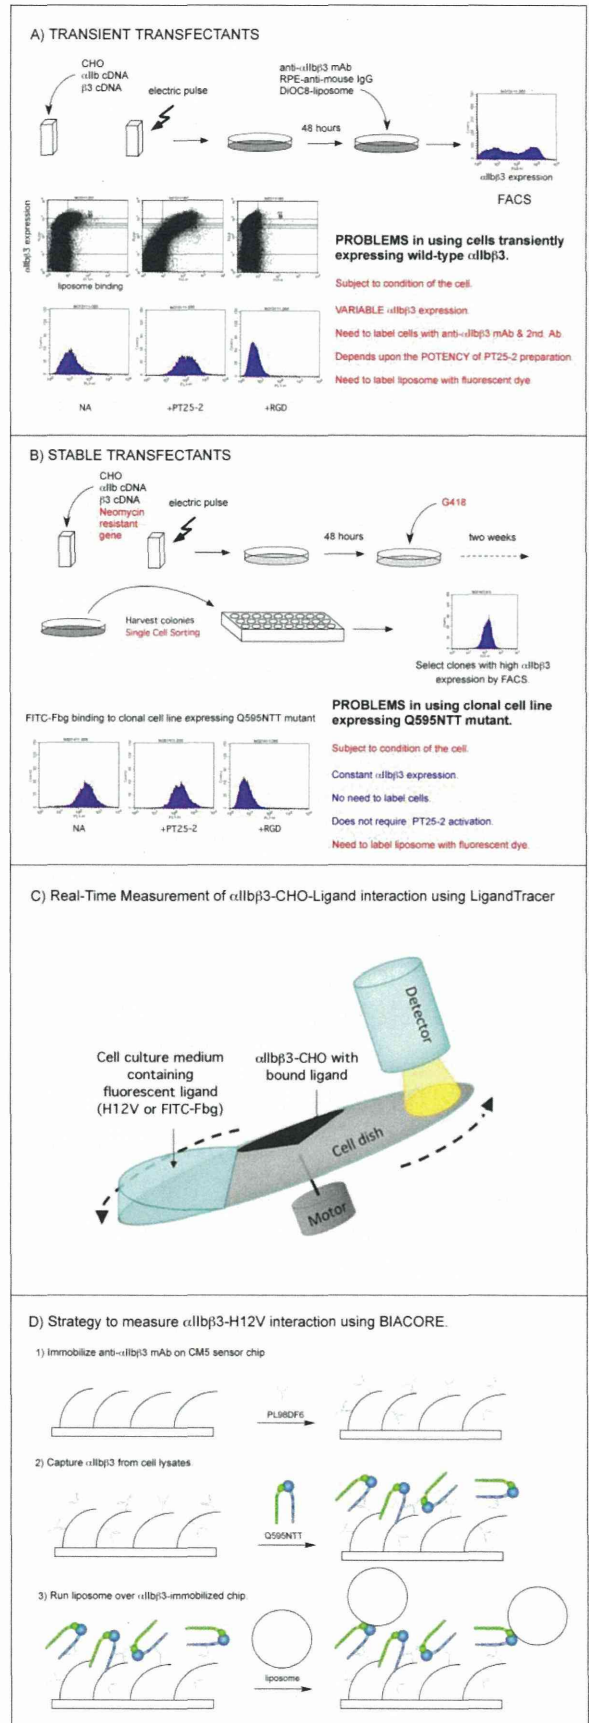 A) TRANSIENT TRANSFECTANTS
CHO
αIIb cDNA
β3 cDNA
electric pulse
48 hours
anti-αIIbβ3 mAb
RPE-anti-mouse IgG
DiOC8-liposome
αIIbβ3 expression
FACS
αIIbβ3 expression
liposome binding
NA
+PT25-2
+RGD
PROBLEMS in using cells transiently
expressing wild-type αIIbβ3.
Subject to condition of the cell.
VARIABLE αIIbβ3 expression
Need to label cells with anti-αIIbβ3 mAb & 2nd. Ab
Depends upon the POTENCY of PT25-2 preparation
Need to label liposome with fluorescent dye
B) STABLE TRANSFECTANTS
CHO
αIIb cDNA
β3 cDNA
Neomycin
resistant
gene
electric pulse
48 hours
G418
two weeks
Harvest colonies
Single Cell Sorting
Select clones with high αIIbβ3
expression by FACS.
FITC-Fbg binding to clonal cell line expressing Q595NTT mutant
NA
+PT25-2
+RGD
PROBLEMS in using clonal cell line
expressing Q595NTT mutant.
Subject to condition of the cell.
Constant αIIbβ3 expression.
No need to label cells.
Does not require PT25-2 activation.
Need to label liposome with fluorescent dye.
C) Real-Time Measurement of αIIbβ3-CHO-Ligand interaction using LigandTracer
Detector
Cell culture medium
containing
fluorescent ligand
(H12V or FITC-Fbg)
αIIbβ3-CHO with
bound ligand
Cell dish
Motor
D) Strategy to measure αIIbβ3-H12V interaction using BIACORE.
1) Immobilize anti-αIIbβ3 mAb on CM5 sensor chip
PL98DF6
2) Capture αIIbβ3 from cell lysates
Q595NTT
3) Run liposome over αIIbβ3-immobilized chip
liposome